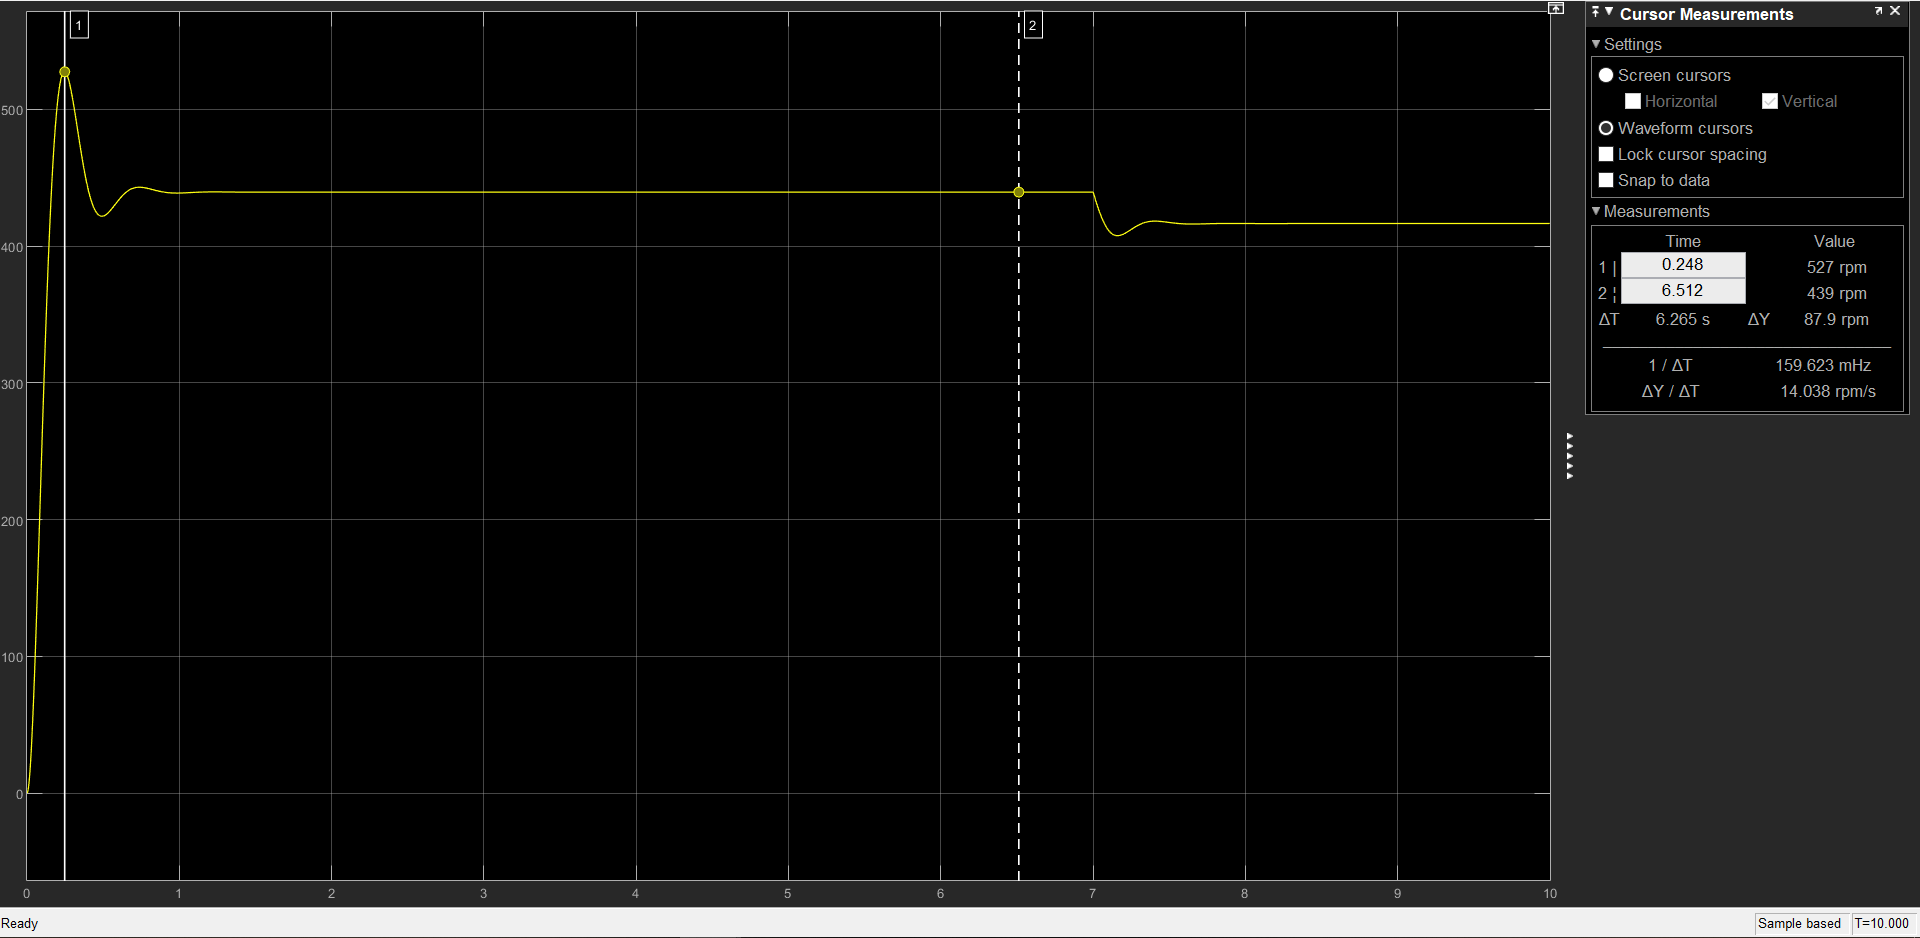 1
2
500
400
300
200
100
0
0 1 2 3 4 5 6 7 8 9 10
Ready
Sample based T=10.000
Cursor Measurements
Settings
Screen cursors
Horizontal Vertical
Waveform cursors
Lock cursor spacing
Snap to data
Measurements
Time Value
1 | 0.248 527 rpm
2 ¦ 6.512 439 rpm
ΔT 6.265 s ΔY 87.9 rpm
1 / ΔT 159.623 mHz
ΔY / ΔT 14.038 rpm/s